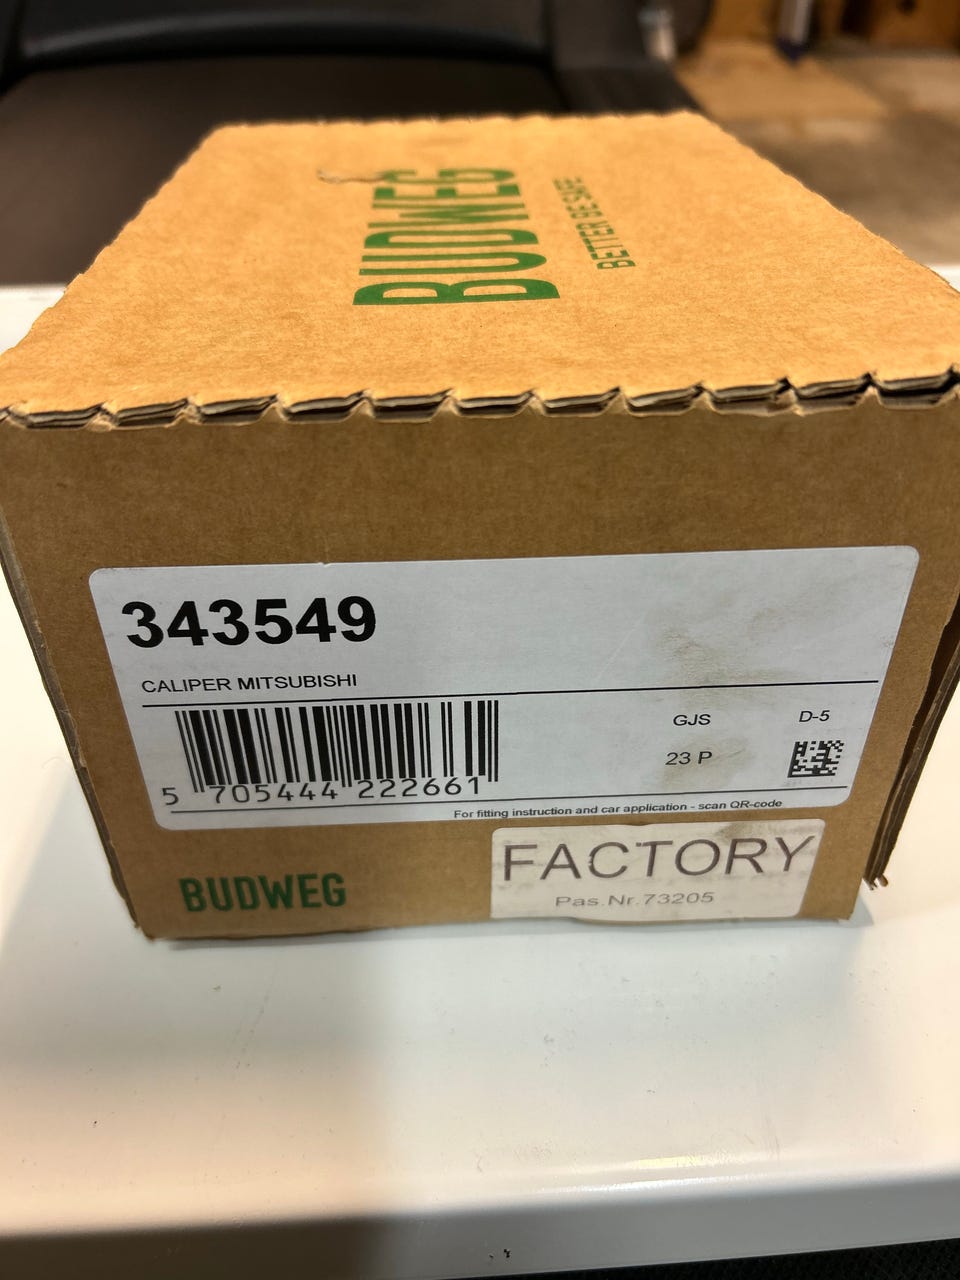 BUDWEG
BETTER BE SAFE
343549
CALIPER MITSUBISHI
GJS
D-5
23 P
5 705444 222661
For fitting instruction and car application - scan QR-code
FACTORY
Pas.Nr.73205
BUDWEG